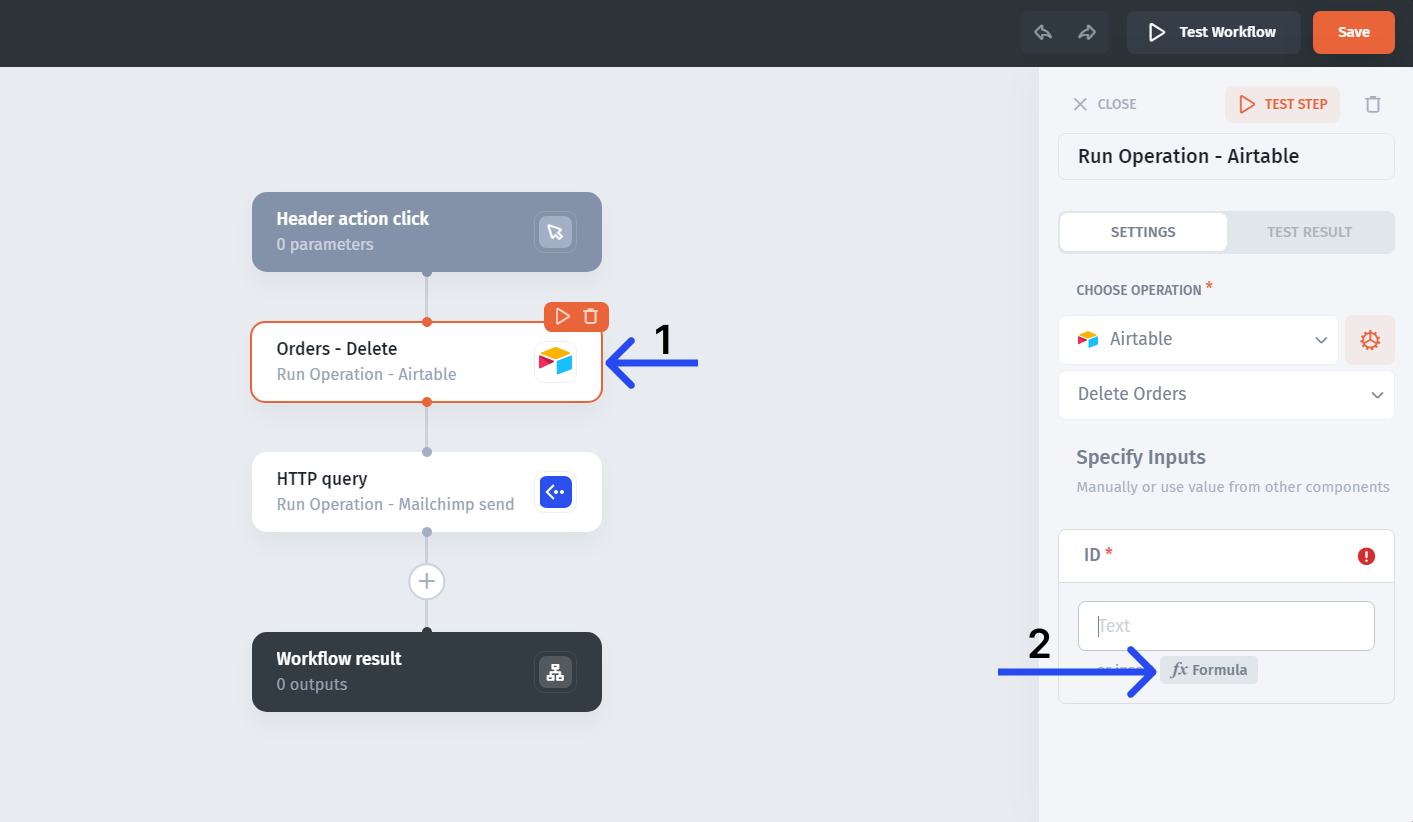 Test Workflow
Save
CLOSE
TEST STEP
Run Operation - Airtable
SETTINGS
TEST RESULT
CHOOSE OPERATION *
Airtable
Delete Orders
Specify Inputs
Manually or use value from other components
ID *
Text
2
fx Formula
Header action click
0 parameters
1
Orders - Delete
Run Operation - Airtable
HTTP query
Run Operation - Mailchimp send
Workflow result
0 outputs